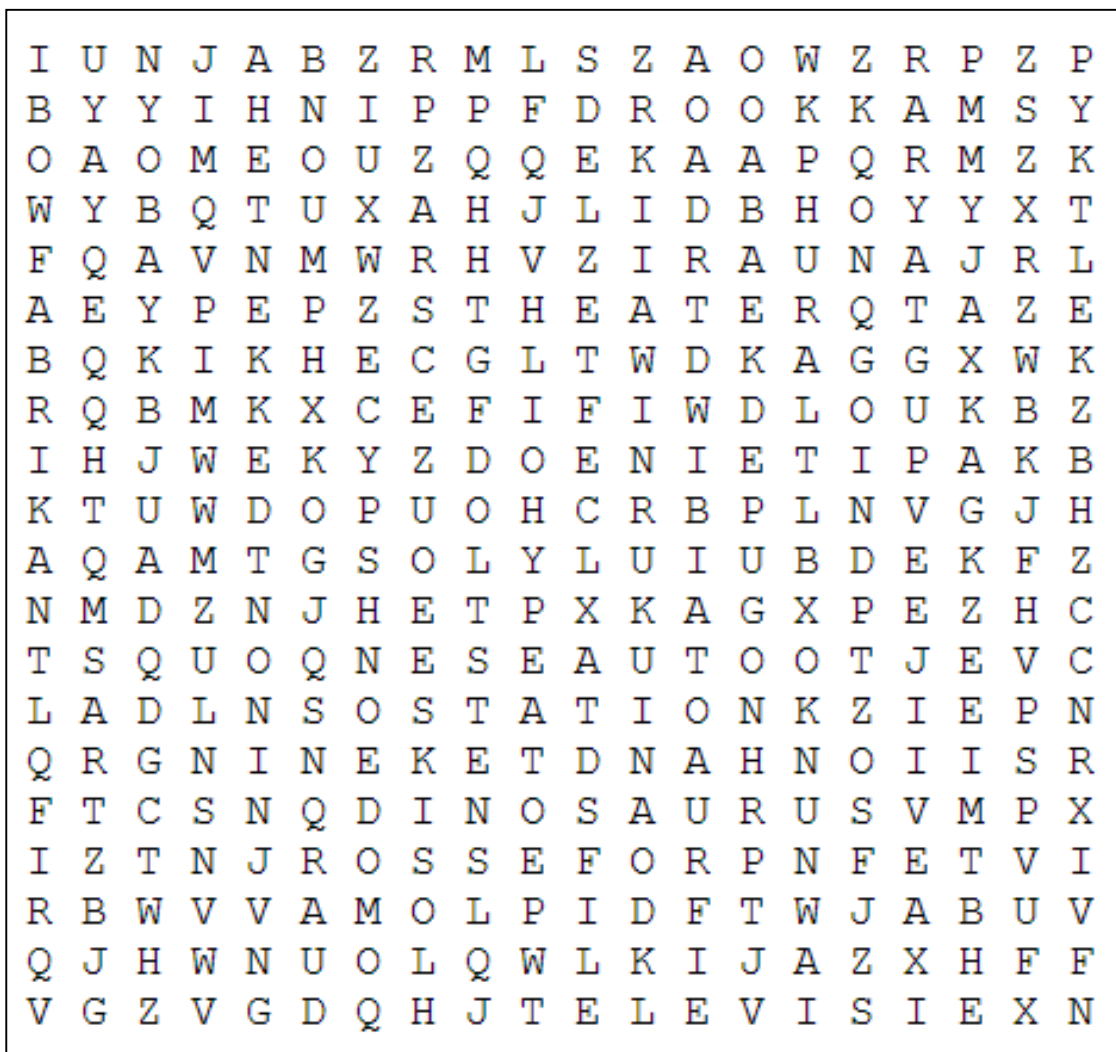 I U N J A B Z R M L S Z A O W Z R P Z P
B Y Y I H N I P P F D R O O K K A M S Y
O A O M E O U Z Q Q E K A A P Q R M Z K
W Y B Q T U X A H J L I D B H O Y Y X T
F Q A V N M W R H V Z I R A U N A J R L
A E Y P E P Z S T H E A T E R Q T A Z E
B Q K I K H E C G L T W D K A G G X W K
R Q B M K X C E F I F I W D L O U K B Z
I H J W E K Y Z D O E N I E T I P A K B
K T U W D O P U O H C R B P L N V G J H
A Q A M T G S O L Y L U I U B D E K F Z
N M D Z N J H E T P X K A G X P E Z H C
T S Q U O Q N E S E A U T O O T J E V C
L A D L N S O S T A T I O N K Z I E P N
Q R G N I N E K E T D N A H N O I I S R
F T C S N Q D I N O S A U R U S V M P X
I Z T N J R O S S E F O R P N F E T V I
R B W V V A M O L P I D F T W J A B U V
Q J H W N U O L Q W L K I J A Z X H F F
V G Z V G D Q H J T E L E V I S I E X N